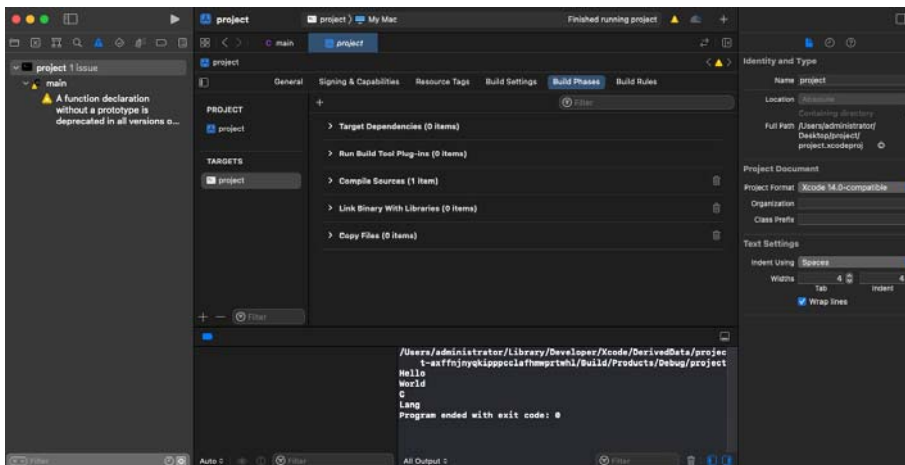 project
project
My Mac
Finished running project
main
project
project
General
Signing & Capabilities
Resource Tags
Build Settings
Build Phases
Build Rules
project 1 issue
main
A function declaration
without a prototype is
deprecated in all versions o...
PROJECT
project
TARGETS
project
Filter
Target Dependencies (0 items)
Run Build Tool Plug-ins (0 items)
Compile Sources (1 item)
Link Binary With Libraries (0 items)
Copy Files (0 items)
Filter
Identity and Type
Name project
Location Absolute
Containing directory
Full Path /Users/administrator/
Desktop/project/
project.xcodeproj
Project Document
Project Format Xcode 14.0-compatible
Organization
Class Prefix
Text Settings
Indent Using Spaces
Widths 4 4
Tab Indent
Wrap lines
/Users/administrator/Library/Developer/Xcode/DerivedData/projec
t-axffnjnyqkipppcclafhmwprtwhl/Build/Products/Debug/project
Hello
World
C
Lang
Program ended with exit code: 0
Filter
Auto
Filter
All Output
Filter